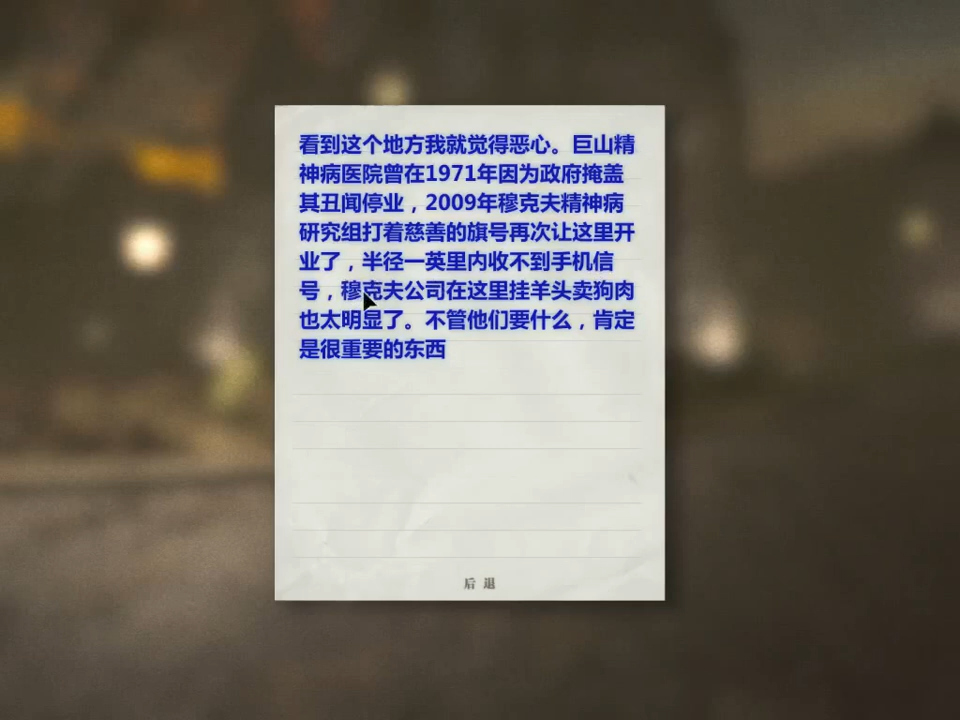 看到这个地方我就觉得恶心。巨山精
神病医院曾在1971年因为政府掩盖
其丑闻停业，2009年穆克夫精神病
研究组打着慈善的旗号再次让这里开
业了，半径一英里内收不到手机信
号，穆克夫公司在这里挂羊头卖狗肉
也太明显了。不管他们要什么，肯定
是很重要的东西
后退